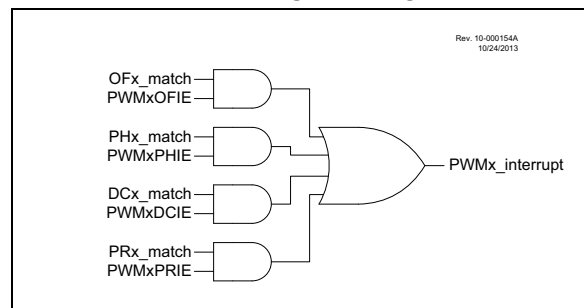 Rev. 10-000154A
10/24/2013
OFx_match
PWMxOFIE
PHx_match
PWMxPHIE
PWMx_interrupt
DCx_match
PWMxDCIE
PRx_match
PWMxPRIE